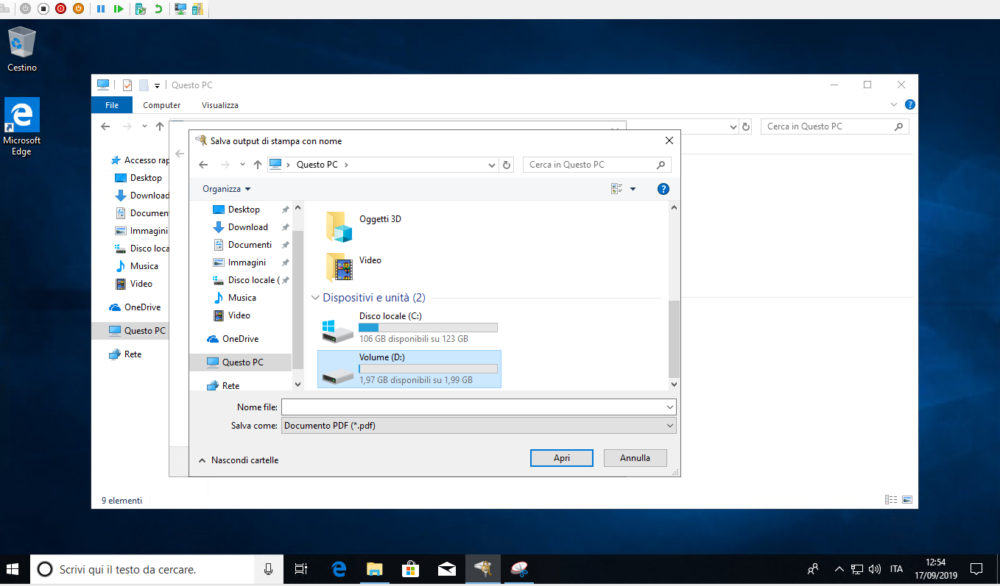 Cestino
Microsoft
Edge
Questo PC
File
Computer
Visualizza
Cerca in Questo PC
Accesso rap
Desktop
Download
Documen
Immagini
Disco loca
Musica
Video
OneDrive
Questo PC
Rete
9 elementi
Salva output di stampa con nome
Questo PC
Cerca in Questo PC
Organizza
Desktop
Download
Documenti
Immagini
Disco locale (
Musica
Video
OneDrive
Questo PC
Rete
Oggetti 3D
Video
Dispositivi e unità (2)
Disco locale (C:)
106 GB disponibili su 123 GB
Volume (D:)
1,97 GB disponibili su 1,99 GB
Nome file:
Salva come: Documento PDF (*.pdf)
Nascondi cartelle
Apri
Annulla
Scrivi qui il testo da cercare.
ITA
12:54
17/09/2019